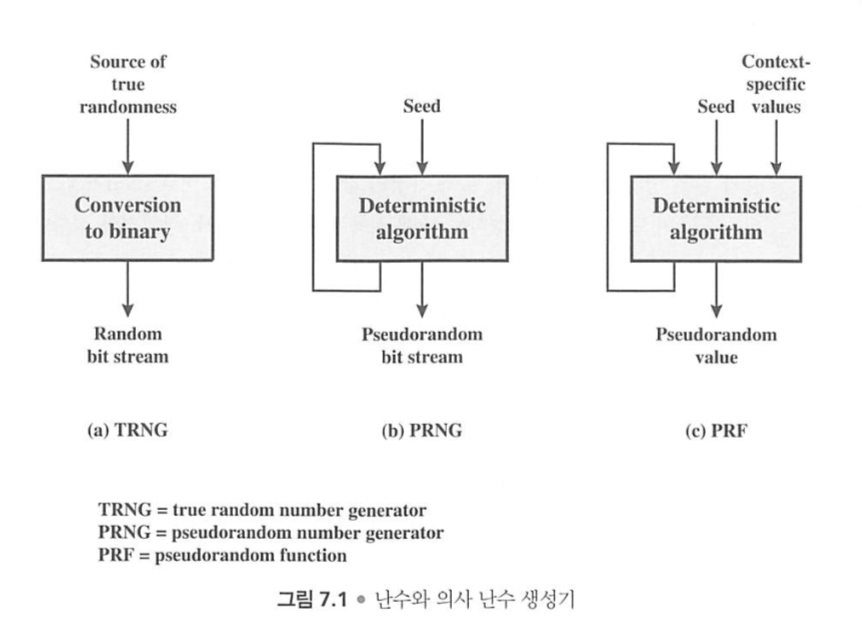 Source of
true
randomness
Conversion
to binary
Random
bit stream
(a) TRNG
Seed
Deterministic
algorithm
Pseudorandom
bit stream
(b) PRNG
Context-
specific
Seed values
Deterministic
algorithm
Pseudorandom
value
(c) PRF
TRNG = true random number generator
PRNG = pseudorandom number generator
PRF = pseudorandom function
그림 7.1 • 난수와 의사 난수 생성기